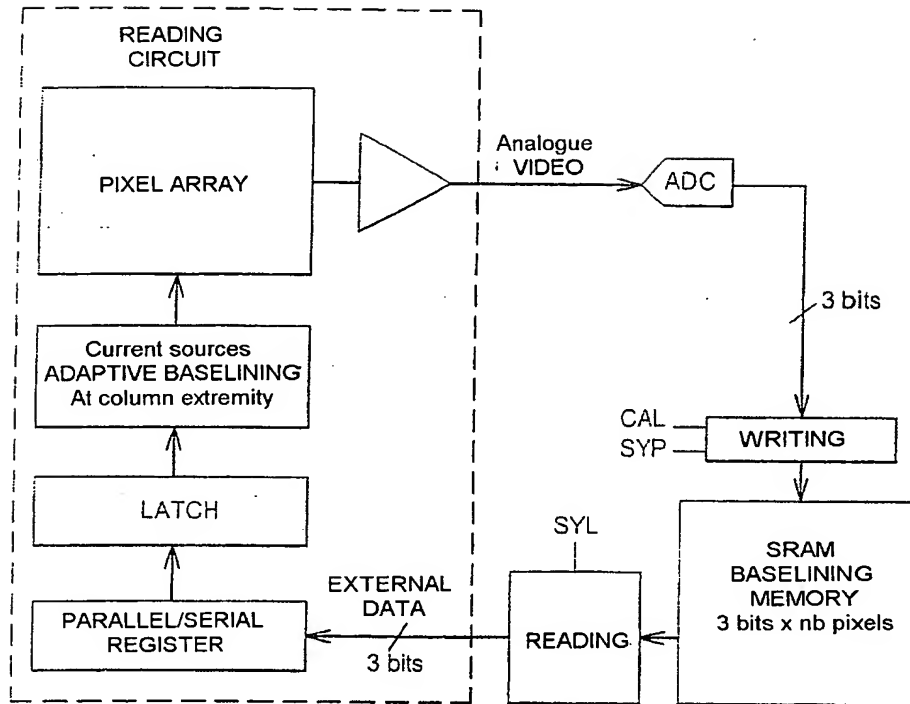 READING
CIRCUIT
PIXEL ARRAY
Analogue
VIDEO
ADC
3 bits
Current sources
ADAPTIVE BASELINING
At column extremity
CAL
SYP
WRITING
LATCH
SYL
SRAM
BASELINING
MEMORY
3 bits x nb pixels
EXTERNAL
DATA
READING
PARALLEL/SERIAL
REGISTER
3 bits